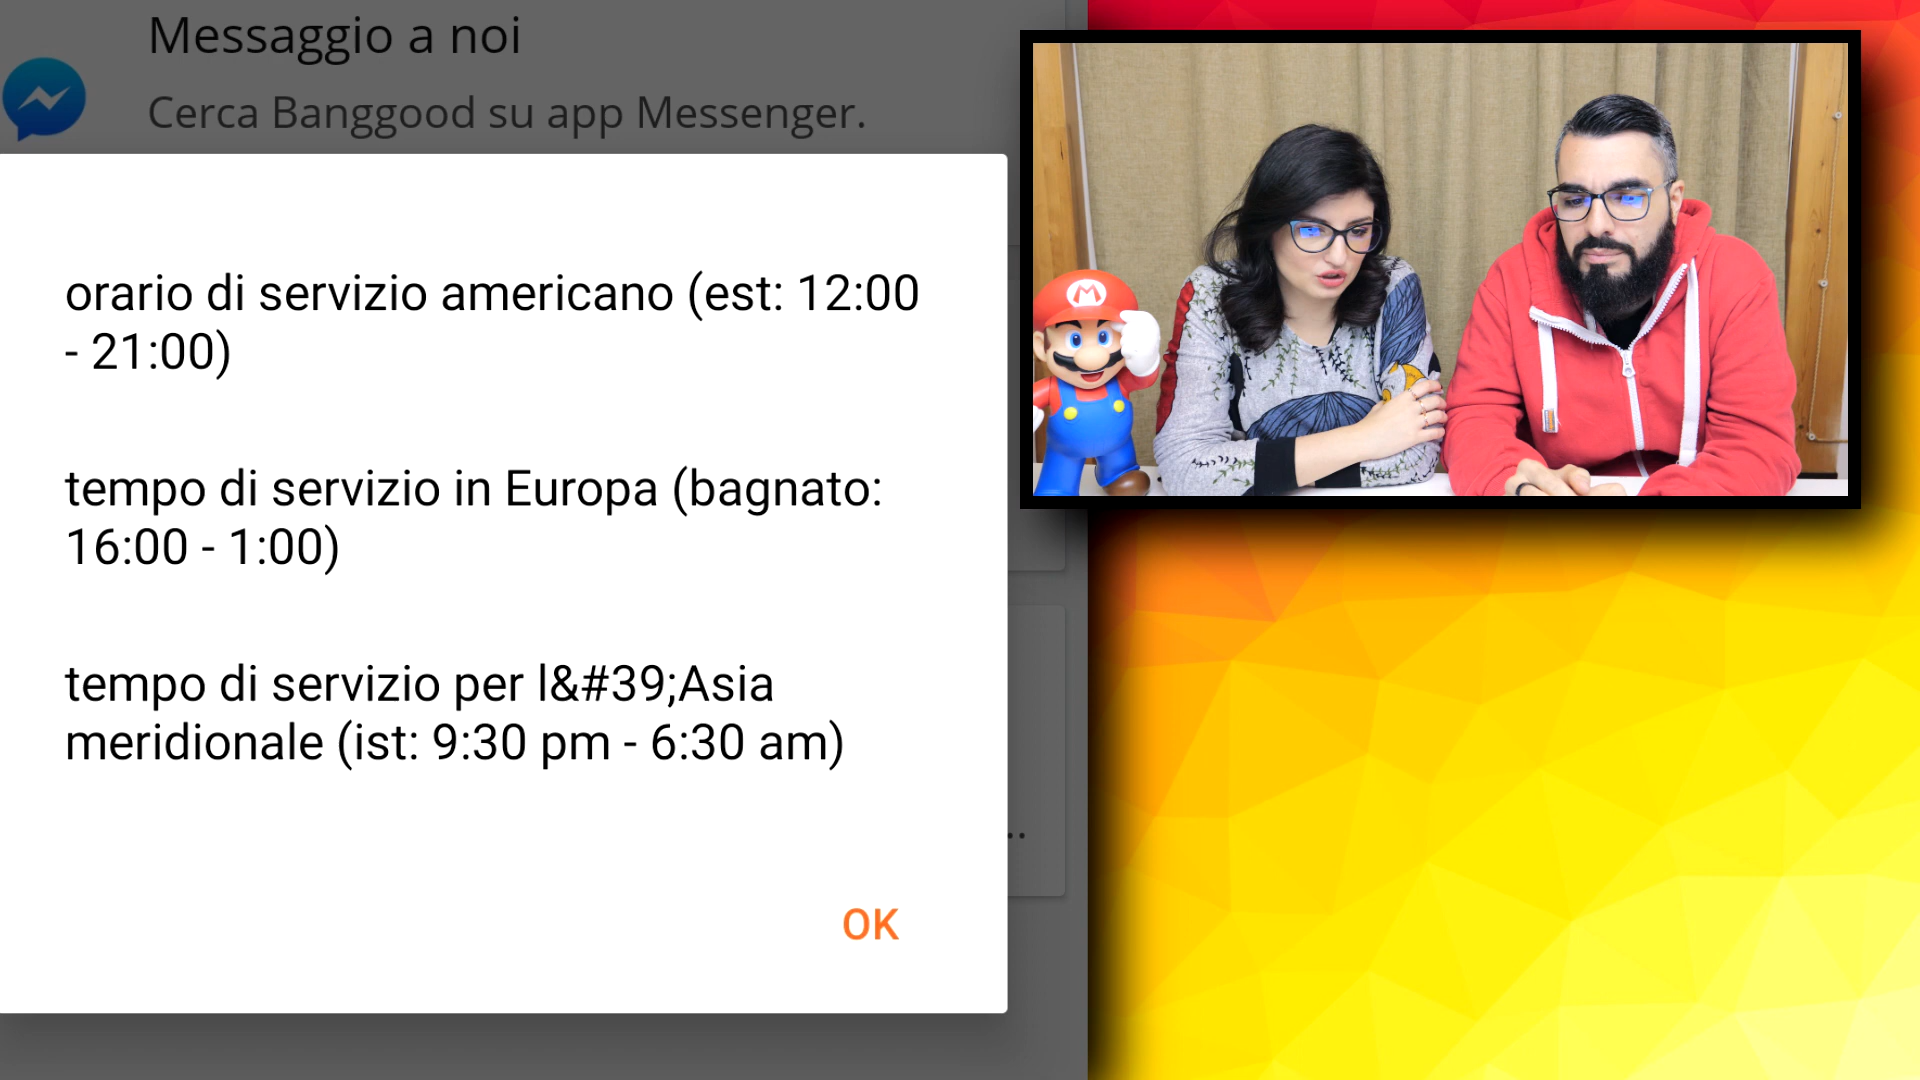 Messaggio a noi
Cerca Banggood su app Messenger.
orario di servizio americano (est: 12:00
- 21:00)
tempo di servizio in Europa (bagnato:
16:00 - 1:00)
tempo di servizio per l&#39;Asia
meridionale (ist: 9:30 pm - 6:30 am)
..
OK
M